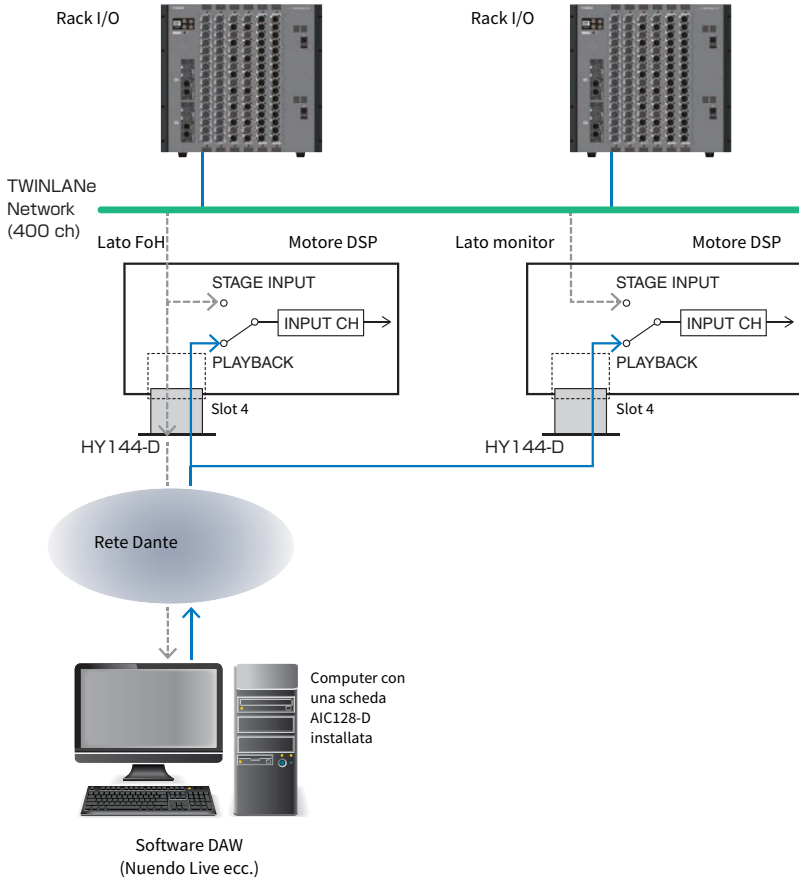 Rack I/O
Rack I/O
TWINLANe
Network
(400 ch)
Lato FoH
Motore DSP
Lato monitor
Motore DSP
STAGE INPUT
INPUT CH
PLAYBACK
Slot 4
HY144-D
STAGE INPUT
INPUT CH
PLAYBACK
Slot 4
HY144-D
Rete Dante
Computer con
una scheda
AIC128-D
installata
Software DAW
(Nuendo Live ecc.)